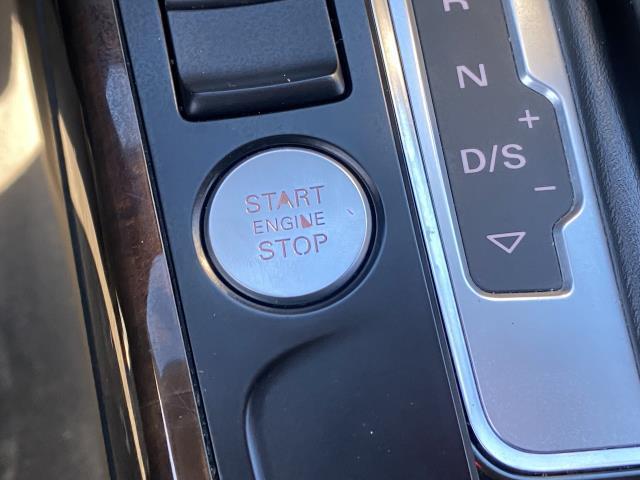 START
ENGINE
STOP
R
N
+
D/S
−